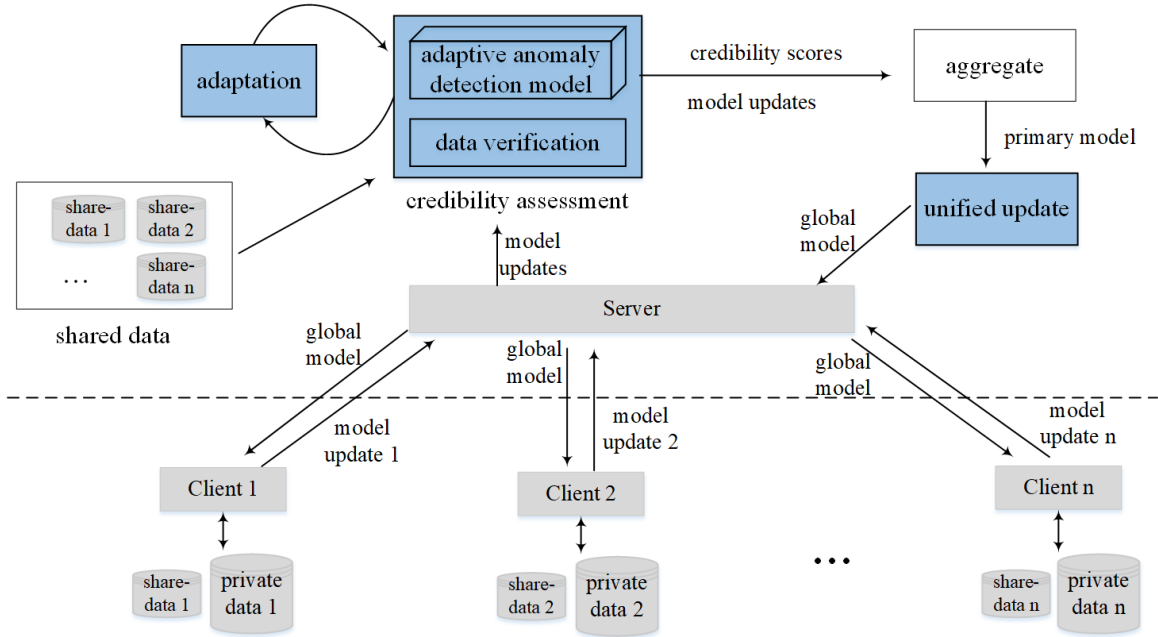 adaptation
adaptive anomaly
detection model
data verification
credibility assessment
credibility scores
model updates
aggregate
primary model
unified update
global
model
share-
data 1
share-
data 2
...
share-
data n
shared data
model
updates
Server
global
model
model
update 1
global
model
model
update 2
global
model
model
update n
Client 1
Client 2
Client n
share-
data 1
private
data 1
share-
data 2
private
data 2
...
share-
data n
private
data n